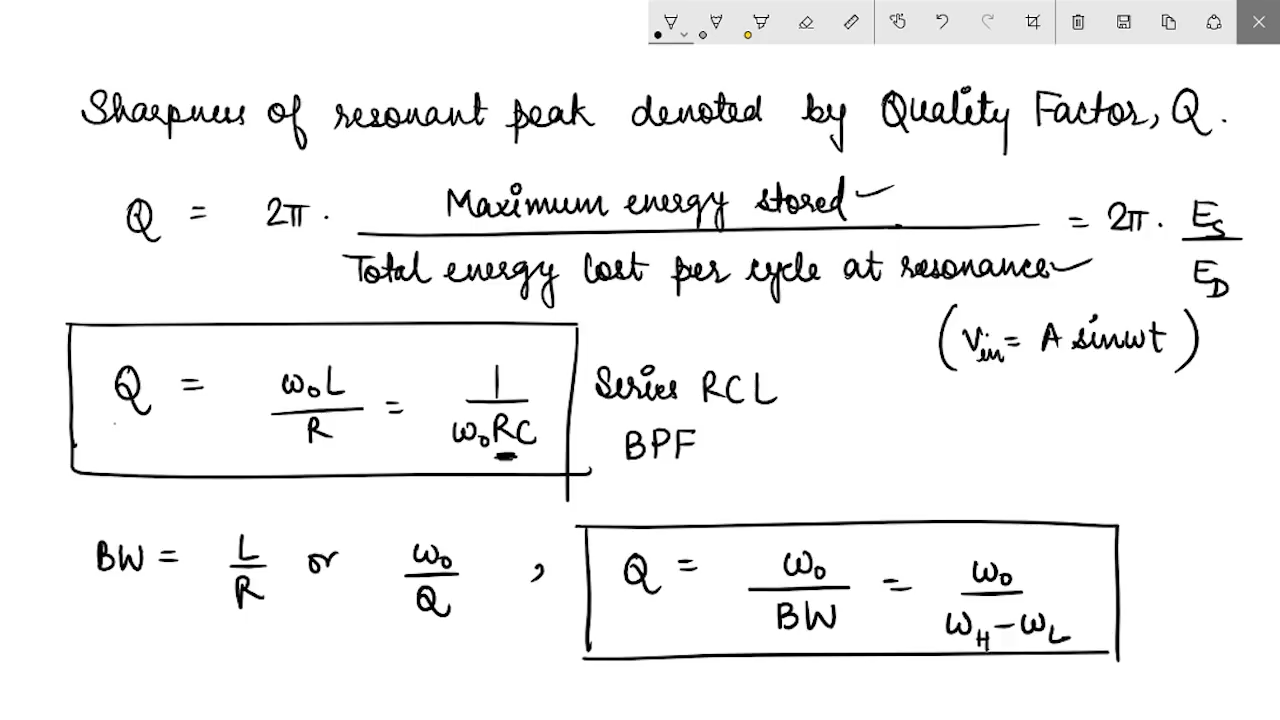 Sharpness of resonant peak denoted by Quality Factor, Q.
Q = 2π · Maximum energy stored / Total energy Cost per cycle at resonance = 2π · E_S / E_D
(V_in = A sinωt)
Q = ω₀L / R = 1 / ω₀RC Series RCL
BPF
BW = L / R or ω₀ / Q , Q = ω₀ / BW = ω₀ / ω_H − ω_L